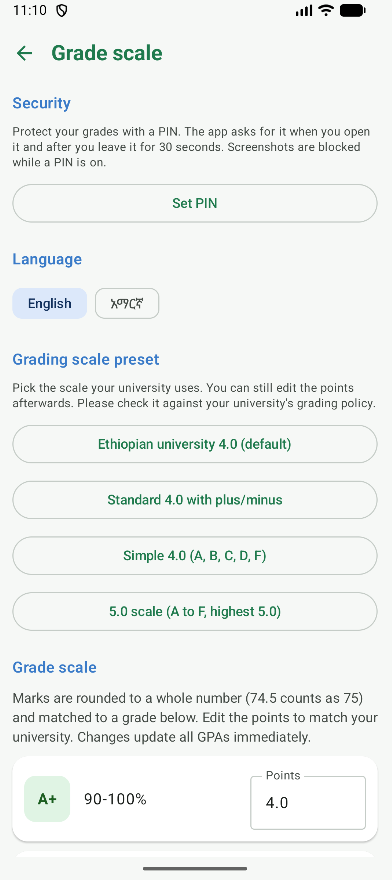 11:10
Grade scale
Security
Protect your grades with a PIN. The app asks for it when you open
it and after you leave it for 30 seconds. Screenshots are blocked
while a PIN is on.
Set PIN
Language
English
አማርኛ
Grading scale preset
Pick the scale your university uses. You can still edit the points
afterwards. Please check it against your university's grading policy.
Ethiopian university 4.0 (default)
Standard 4.0 with plus/minus
Simple 4.0 (A, B, C, D, F)
5.0 scale (A to F, highest 5.0)
Grade scale
Marks are rounded to a whole number (74.5 counts as 75)
and matched to a grade below. Edit the points to match your
university. Changes update all GPAs immediately.
Points
A+
90-100%
4.0